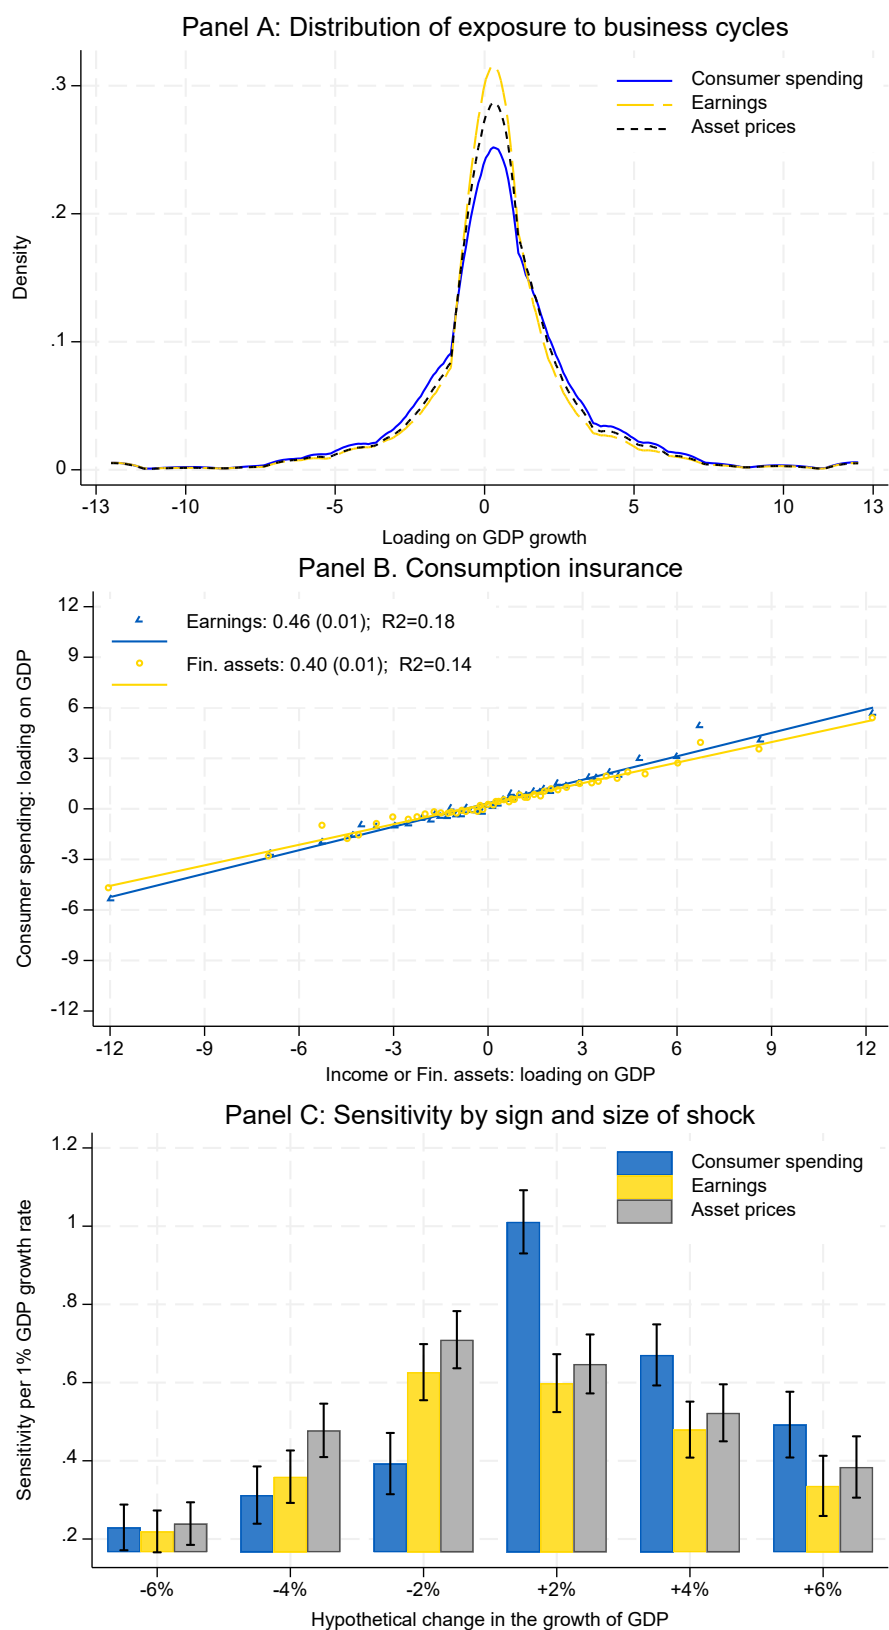 Panel A: Distribution of exposure to business cycles
Consumer spending
Earnings
Asset prices
Density
.3
.2
.1
0
-13
-10
-5
0
5
10
13
Loading on GDP growth
Panel B. Consumption insurance
Earnings: 0.46 (0.01);  R2=0.18
Fin. assets: 0.40 (0.01);  R2=0.14
Consumer spending: loading on GDP
12
9
6
3
0
-3
-6
-9
-12
-12
-9
-6
-3
0
3
6
9
12
Income or Fin. assets: loading on GDP
Panel C: Sensitivity by sign and size of shock
Consumer spending
Earnings
Asset prices
Sensitivity per 1% GDP growth rate
1.2
1
.8
.6
.4
.2
-6%
-4%
-2%
+2%
+4%
+6%
Hypothetical change in the growth of GDP